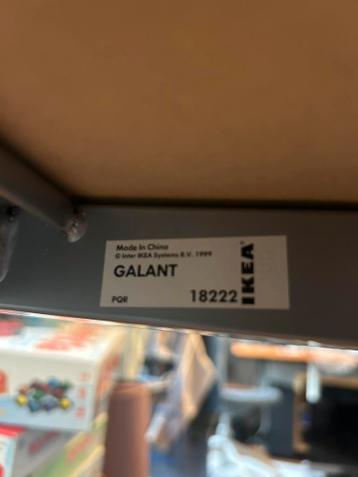 Made In China
© Inter IKEA Systems B.V. 1999
GALANT
PQR 18222
IKEA®